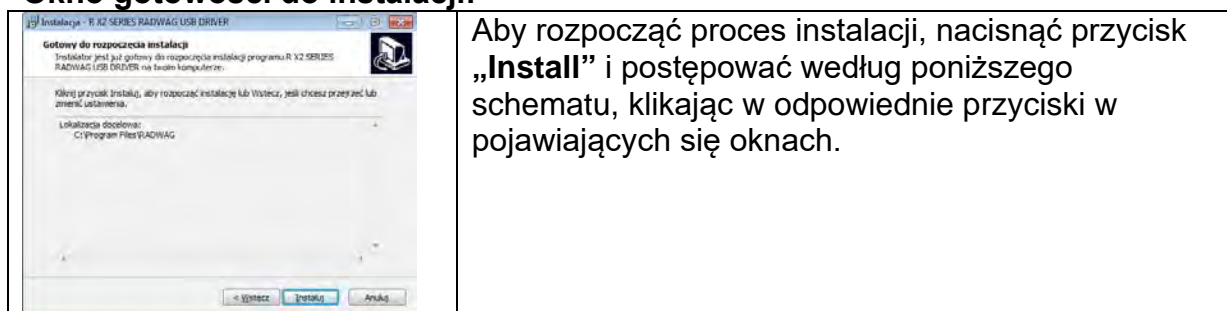 Okno gotowości do instalacji
Instalacja - R X2 SERIES RADWAG USB DRIVER
Gotowy do rozpoczęcia instalacji
Instalator jest już gotowy do rozpoczęcia instalacji programu R X2 SERIES
RADWAG USB DRIVER na twoim komputerze.
Kliknij przycisk Instaluj, aby rozpocząć instalację lub Wstecz, jeśli chcesz przejrzeć lub
zmienić ustawienia.
Lokalizacja docelowa:
C:\Program Files\RADWAG
< Wstecz
Instaluj
Anuluj
Aby rozpocząć proces instalacji, nacisnąć przycisk
„Install” i postępować według poniższego
schematu, klikając w odpowiednie przyciski w
pojawiających się oknach.